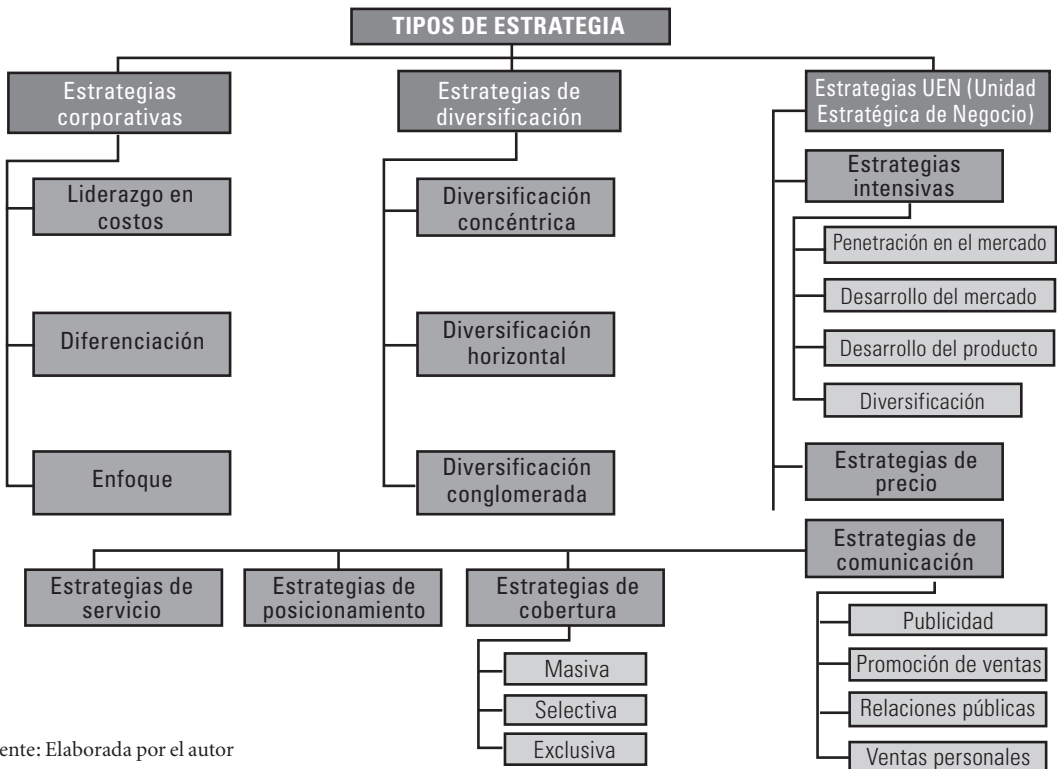 TIPOS DE ESTRATEGIA
Estrategias
corporativas
Liderazgo en
costos
Diferenciación
Enfoque
Estrategias de
diversificación
Diversificación
concéntrica
Diversificación
horizontal
Diversificación
conglomerada
Estrategias UEN (Unidad
Estratégica de Negocio)
Estrategias
intensivas
Penetración en el mercado
Desarrollo del mercado
Desarrollo del producto
Diversificación
Estrategias de
precio
Estrategias de
comunicación
Publicidad
Promoción de ventas
Relaciones públicas
Ventas personales
Estrategias de
servicio
Estrategias de
posicionamiento
Estrategias de
cobertura
Masiva
Selectiva
Exclusiva
ente: Elaborada por el autor